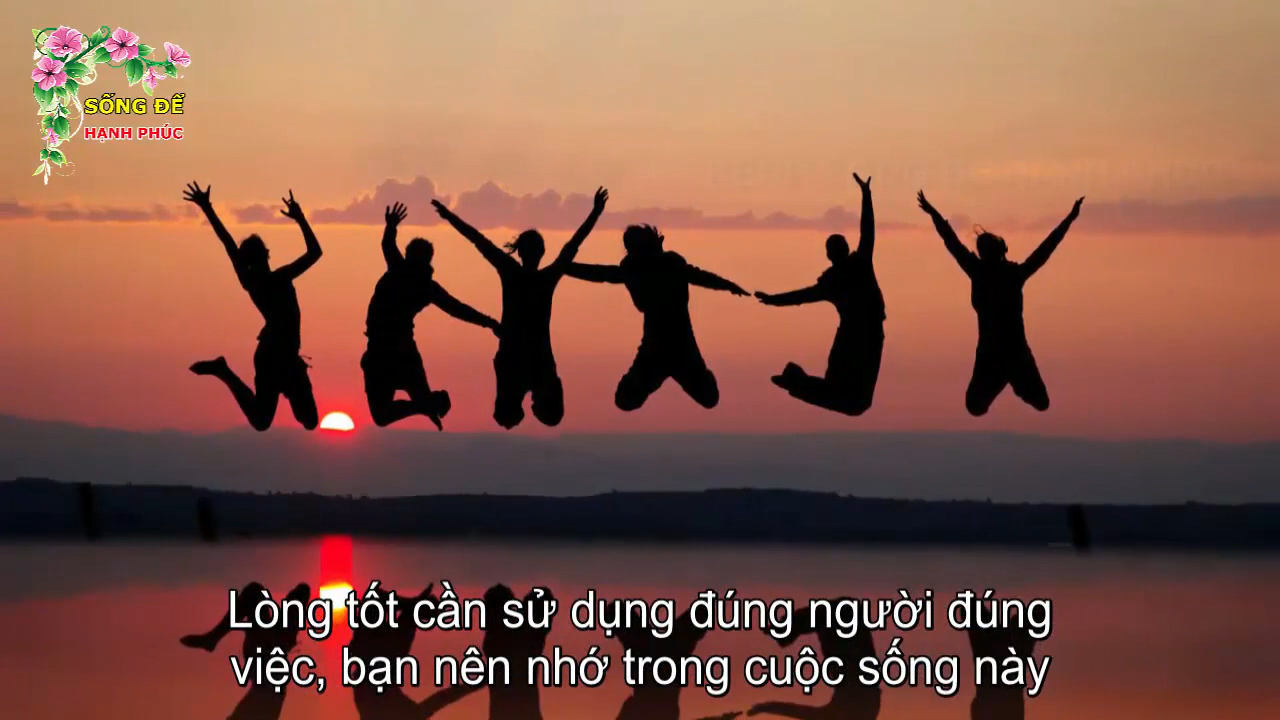 SỐNG ĐỂ
HẠNH PHÚC
Lòng tốt cần sử dụng đúng người đúng
việc, bạn nên nhớ trong cuộc sống này